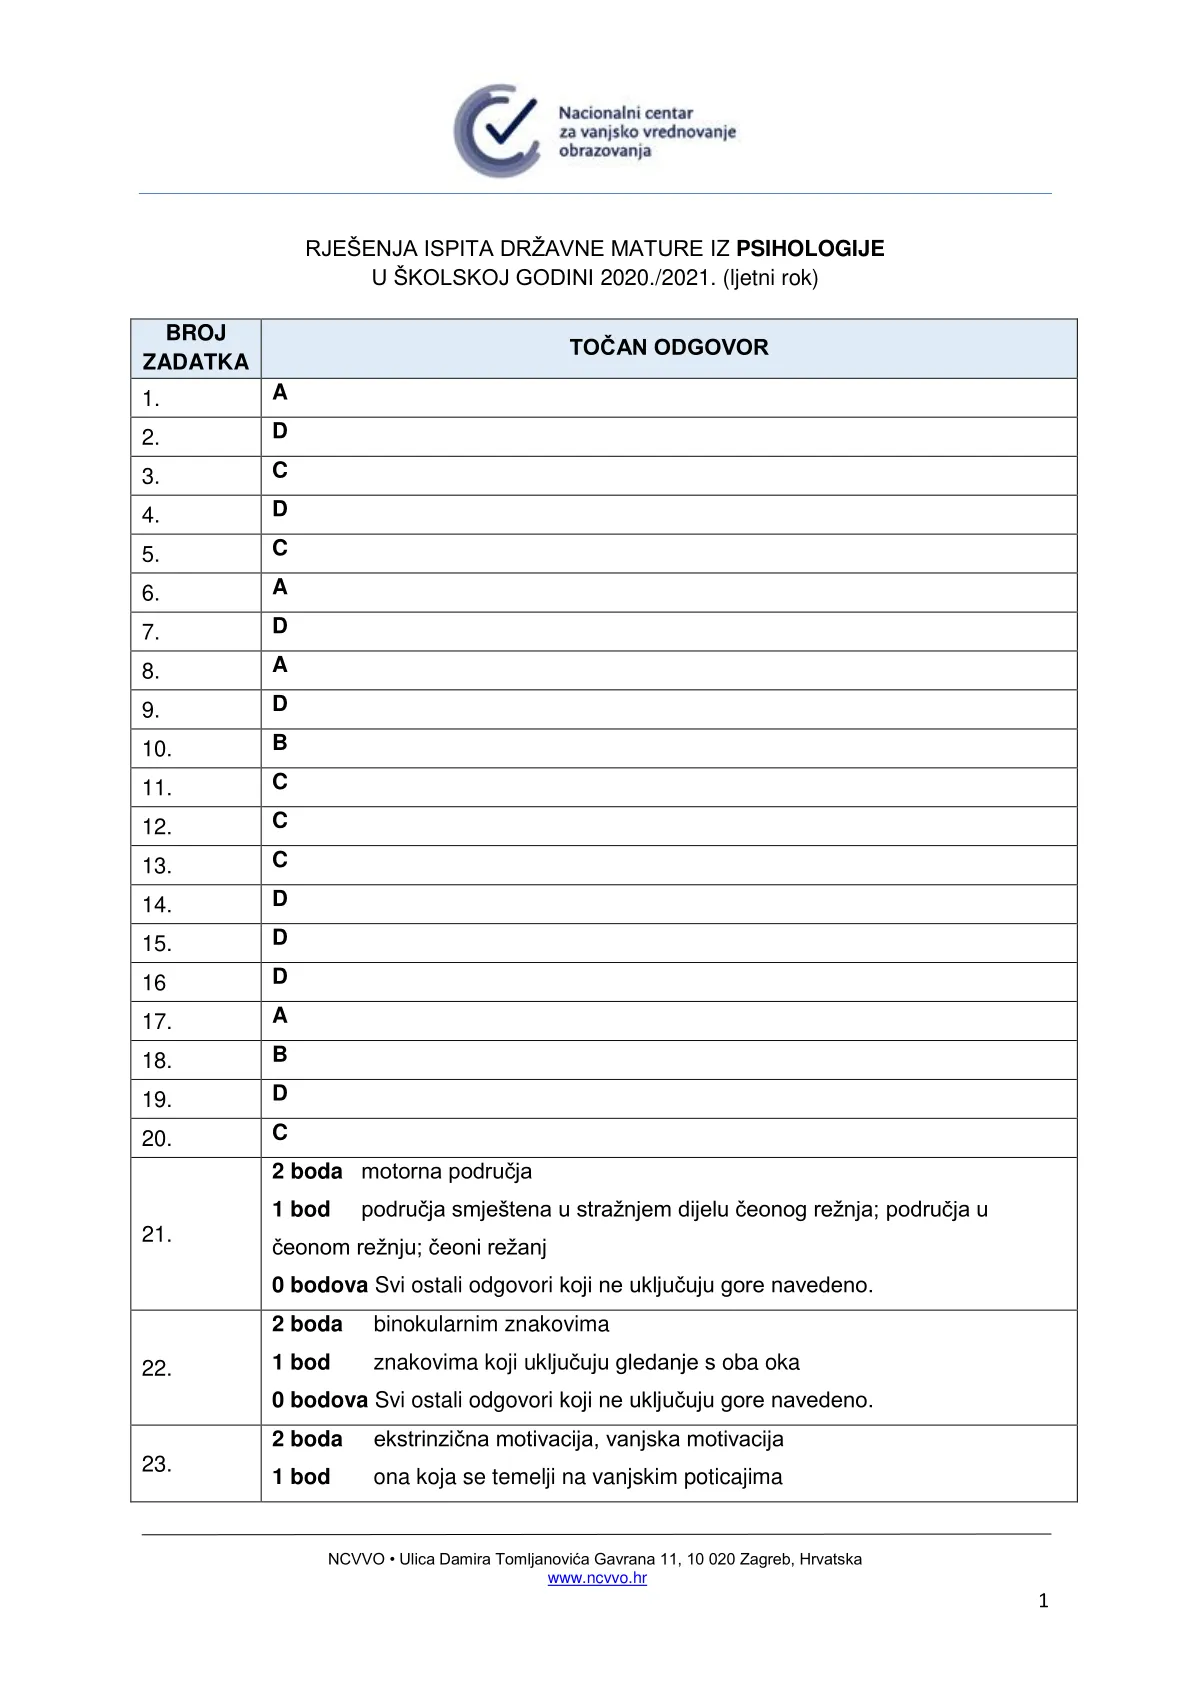 Nacionalni centar
za vanjsko vrednovanje
obrazovanja
RJEŠENJA ISPITA DRŽAVNE MATURE IZ PSIHOLOGIJE
U ŠKOLSKOJ GODINI 2020./2021. (ljetni rok)
BROJ
ZADATKA
TOČAN ODGOVOR
1. A
2. D
3. C
4. D
5. C
6. A
7. D
8. A
9. D
10. B
11. C
12. C
13. C
14. D
15. D
16 D
17. A
18. B
19. D
20. C
21.
2 boda motorna područja
1 bod područja smještena u stražnjem dijelu čeonog režnja; područja u
čeonom režnju; čeoni režanj
0 bodova Svi ostali odgovori koji ne uključuju gore navedeno.
22.
2 boda binokularnim znakovima
1 bod znakovima koji uključuju gledanje s oba oka
0 bodova Svi ostali odgovori koji ne uključuju gore navedeno.
23.
2 boda ekstrinzična motivacija, vanjska motivacija
1 bod ona koja se temelji na vanjskim poticajima
NCVVO • Ulica Damira Tomljanovića Gavrana 11, 10 020 Zagreb, Hrvatska
www.ncvvo.hr
1